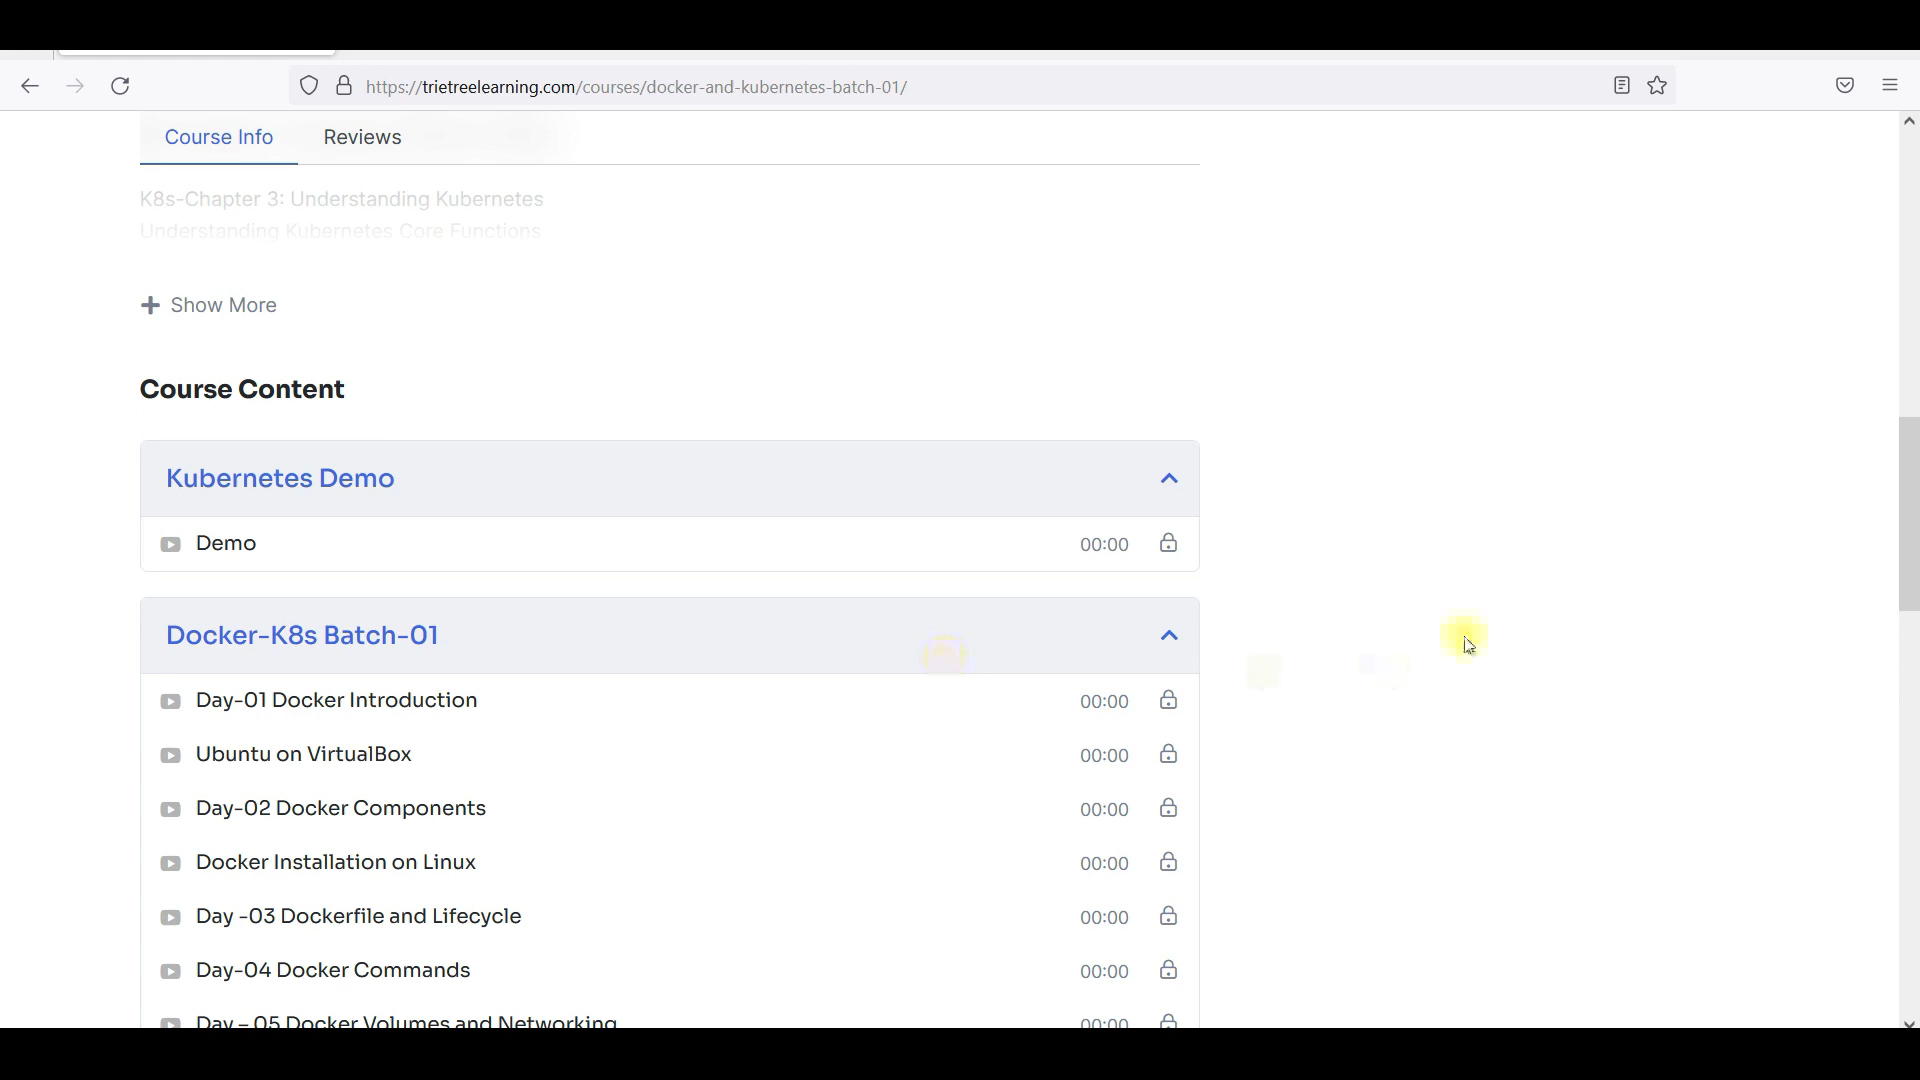 https://trietreelearning.com/courses/docker-and-kubernetes-batch-01/
Course Info Reviews
K8s-Chapter 3: Understanding Kubernetes
Understanding Kubernetes Core Functions
Show More
Course Content
Kubernetes Demo
Demo 00:00
Docker-K8s Batch-01
Day-01 Docker Introduction 00:00
Ubuntu on VirtualBox 00:00
Day-02 Docker Components 00:00
Docker Installation on Linux 00:00
Day -03 Dockerfile and Lifecycle 00:00
Day-04 Docker Commands 00:00
Day – 05 Docker Volumes and Networking 00:00